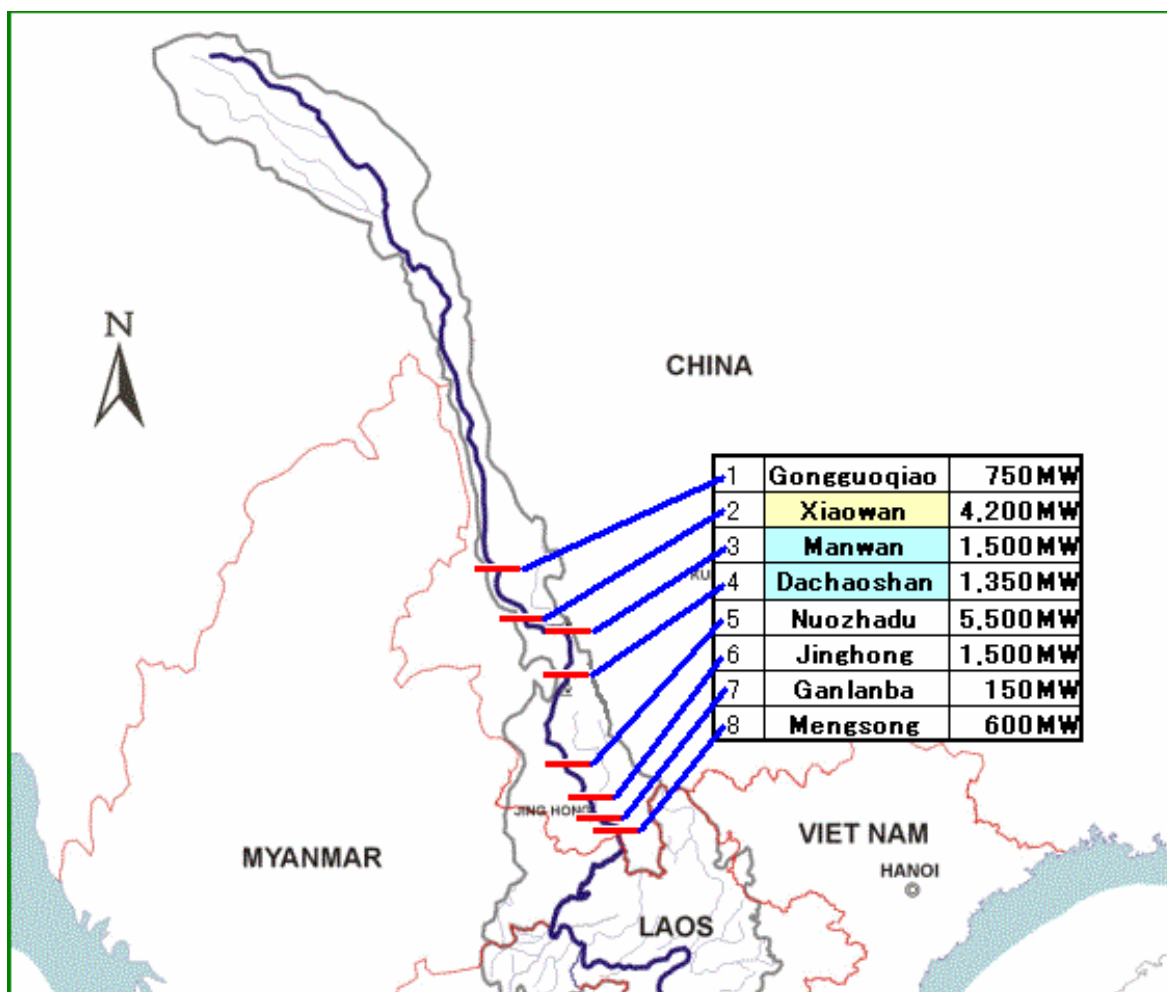 N
CHINA
1 Gongguoqiao 750MW
2 Xiaowan 4,200MW
3 Manwan 1,500MW
KU
4 Dachaoshan 1,350MW
5 Nuozhadu 5,500MW
6 Jinghong 1,500MW
7 Ganlanba 150MW
8 Mengsong 600MW
JING HONG
VIET NAM
MYANMAR
HANOI
LAOS